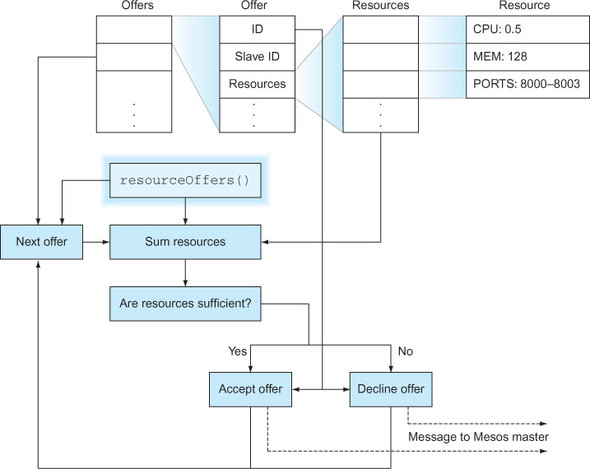 Offers
Offer
Resources
Resource
ID
CPU: 0.5
Slave ID
MEM: 128
Resources
PORTS: 8000–8003
resourceOffers()
Next offer
Sum resources
Are resources sufficient?
Yes
No
Accept offer
Decline offer
Message to Mesos master